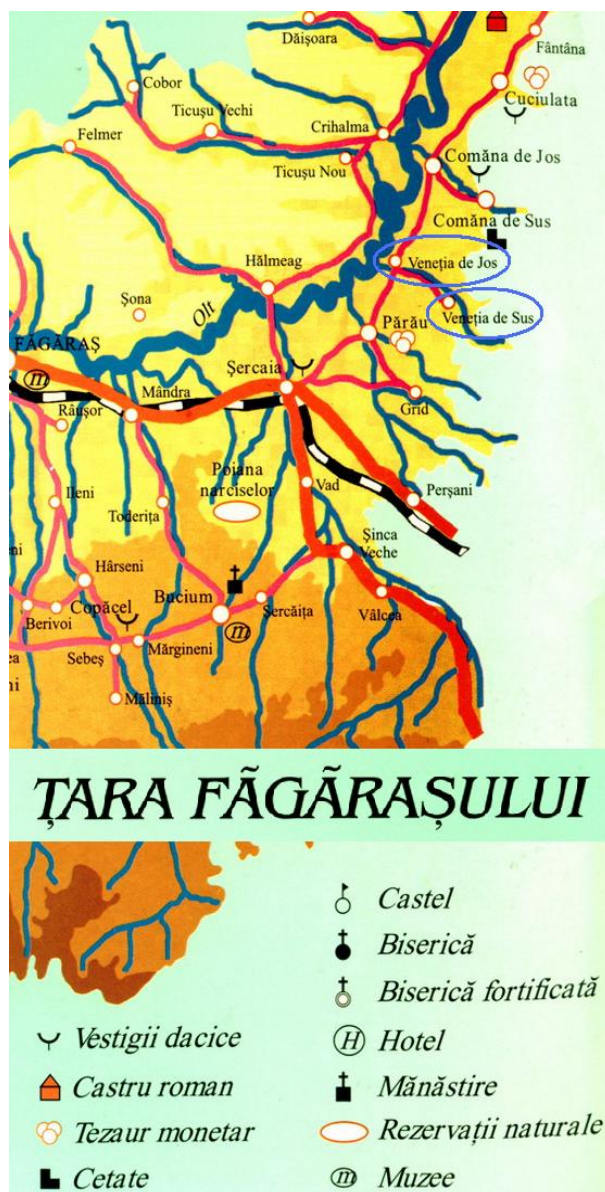 Dăişoara
Fântâna
Cobor
Cuciulata
Ticuşu Vechi
Crihalma
Felmer
Comăna de Jos
Ticuşu Nou
Comăna de Sus
Hălmeag
Veneţia de Jos
Şona
Olt
Veneţia de Sus
Părău
FĂGĂRAŞ
Şercaia
m
Mândra
Grid
Râuşor
Poiana
narciselor
Vad
Perşani
Ileni
Toderiţa
Şinca
Veche
Hârseni
Bucium
Copăcel
Şercăiţa
Vâlcea
Berivoi
m
Sebeş
Mărgineni
Măliniş
ŢARA FÃGÃRAŞULUI
Castel
Biserică
Biserică fortificată
Vestigii dacice
H Hotel
Castru roman
Mănăstire
Tezaur monetar
Rezervaţii naturale
Cetate
m Muzee